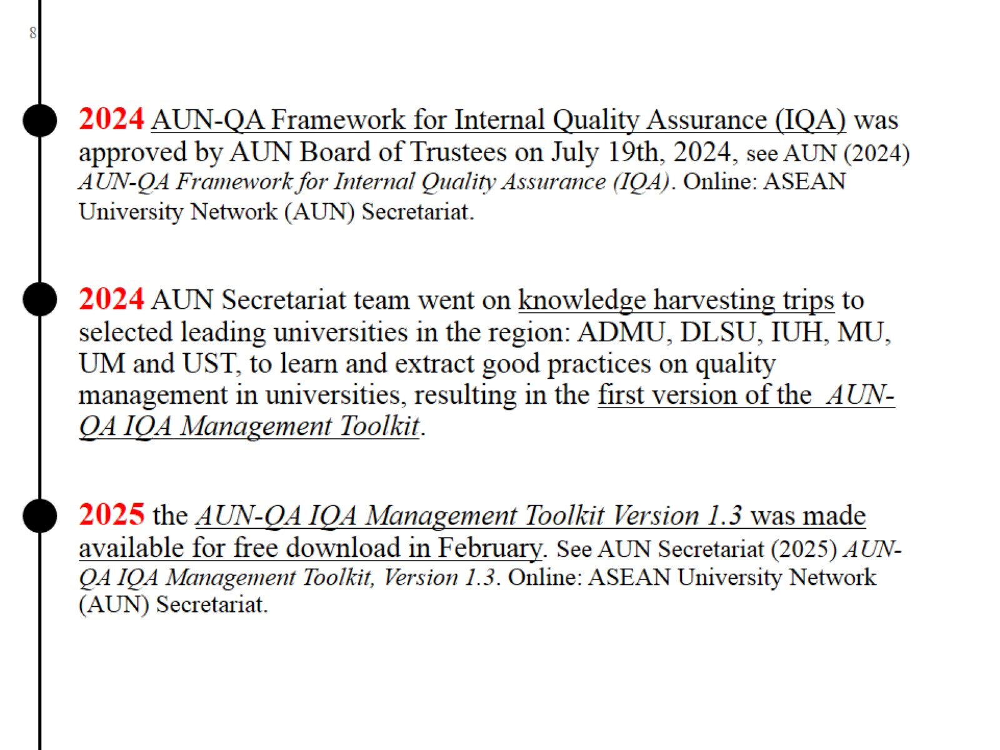 8
2024 AUN-QA Framework for Internal Quality Assurance (IQA) was
approved by AUN Board of Trustees on July 19th, 2024, see AUN (2024)
AUN-QA Framework for Internal Quality Assurance (IQA). Online: ASEAN
University Network (AUN) Secretariat.
2024 AUN Secretariat team went on knowledge harvesting trips to
selected leading universities in the region: ADMU, DLSU, IUH, MU,
UM and UST, to learn and extract good practices on quality
management in universities, resulting in the first version of the AUN-
QA IQA Management Toolkit.
2025 the AUN-QA IQA Management Toolkit Version 1.3 was made
available for free download in February. See AUN Secretariat (2025) AUN-
QA IQA Management Toolkit, Version 1.3. Online: ASEAN University Network
(AUN) Secretariat.